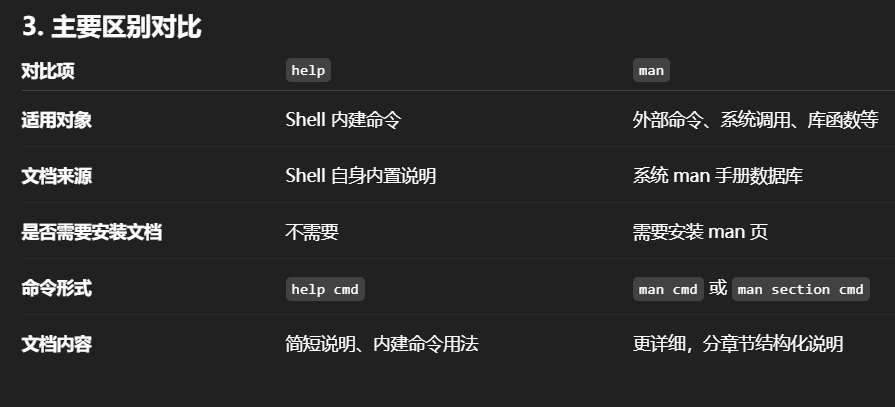 3. 主要区别对比
对比项 help man
适用对象 Shell 内建命令 外部命令、系统调用、库函数等
文档来源 Shell 自身内置说明 系统 man 手册数据库
是否需要安装文档 不需要 需要安装 man 页
命令形式 help cmd man cmd 或 man section cmd
文档内容 简短说明、内建命令用法 更详细，分章节结构化说明